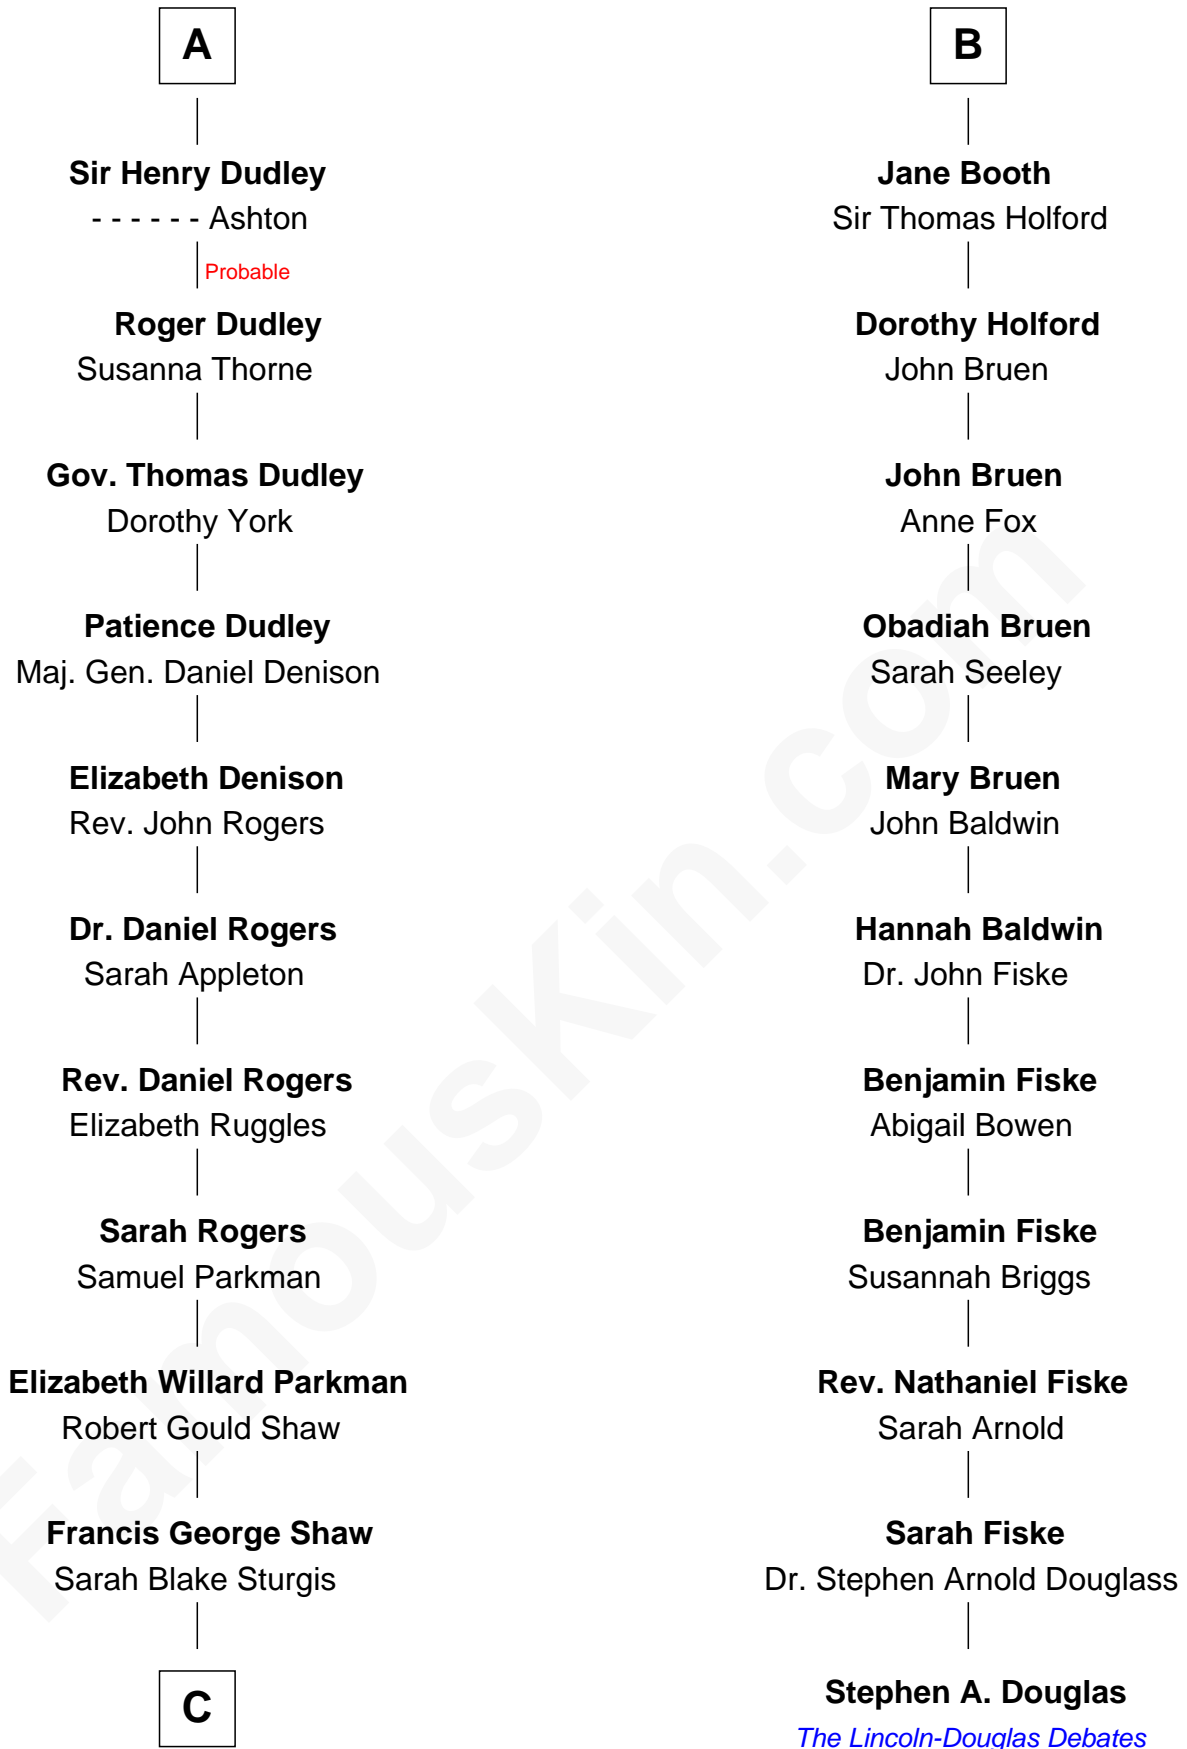 A
Sir Henry Dudley
- - - - - - Ashton
Probable
Roger Dudley
Susanna Thorne
Gov. Thomas Dudley
Dorothy York
Patience Dudley
Maj. Gen. Daniel Denison
Elizabeth Denison
Rev. John Rogers
Dr. Daniel Rogers
Sarah Appleton
Rev. Daniel Rogers
Elizabeth Ruggles
Sarah Rogers
Samuel Parkman
Elizabeth Willard Parkman
Robert Gould Shaw
Francis George Shaw
Sarah Blake Sturgis
C
B
Jane Booth
Sir Thomas Holford
Dorothy Holford
John Bruen
John Bruen
Anne Fox
Obadiah Bruen
Sarah Seeley
Mary Bruen
John Baldwin
Hannah Baldwin
Dr. John Fiske
Benjamin Fiske
Abigail Bowen
Benjamin Fiske
Susannah Briggs
Rev. Nathaniel Fiske
Sarah Arnold
Sarah Fiske
Dr. Stephen Arnold Douglass
Stephen A. Douglas
The Lincoln-Douglas Debates
FamousKin.com